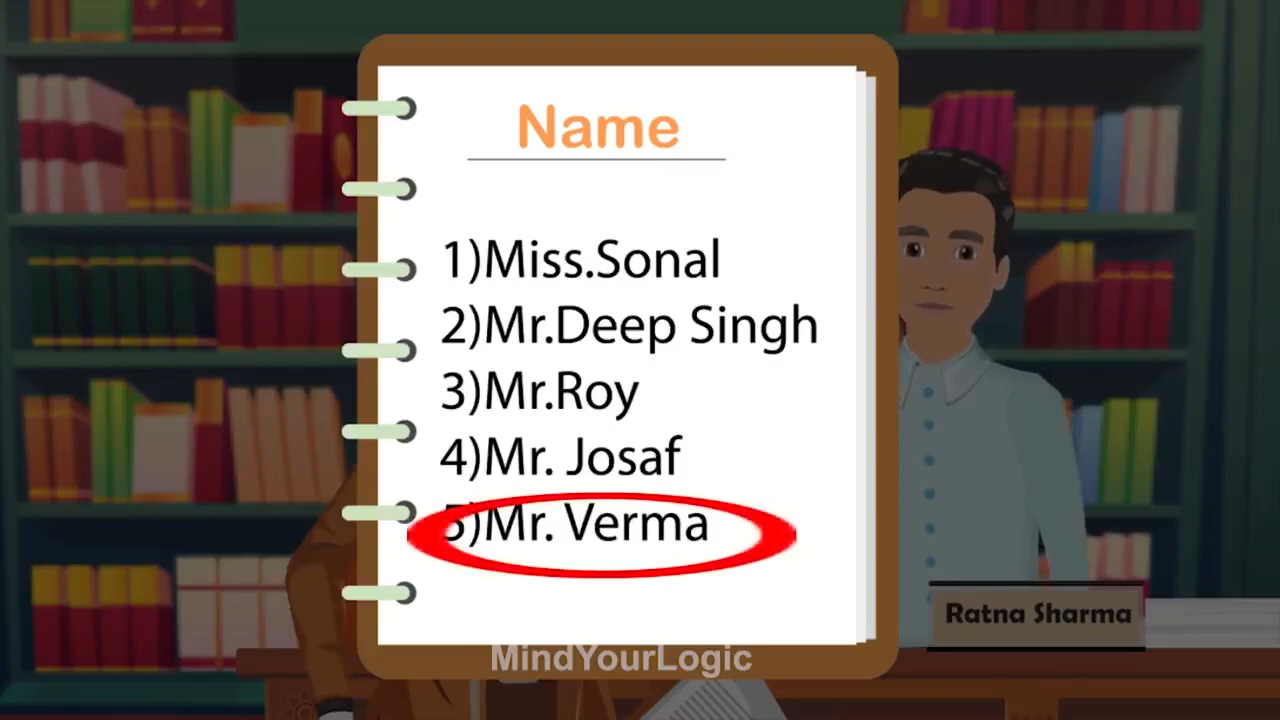 Name
1)Miss.Sonal
2)Mr.Deep Singh
3)Mr.Roy
4)Mr. Josaf
5)Mr. Verma
Ratna Sharma
MindYourLogic